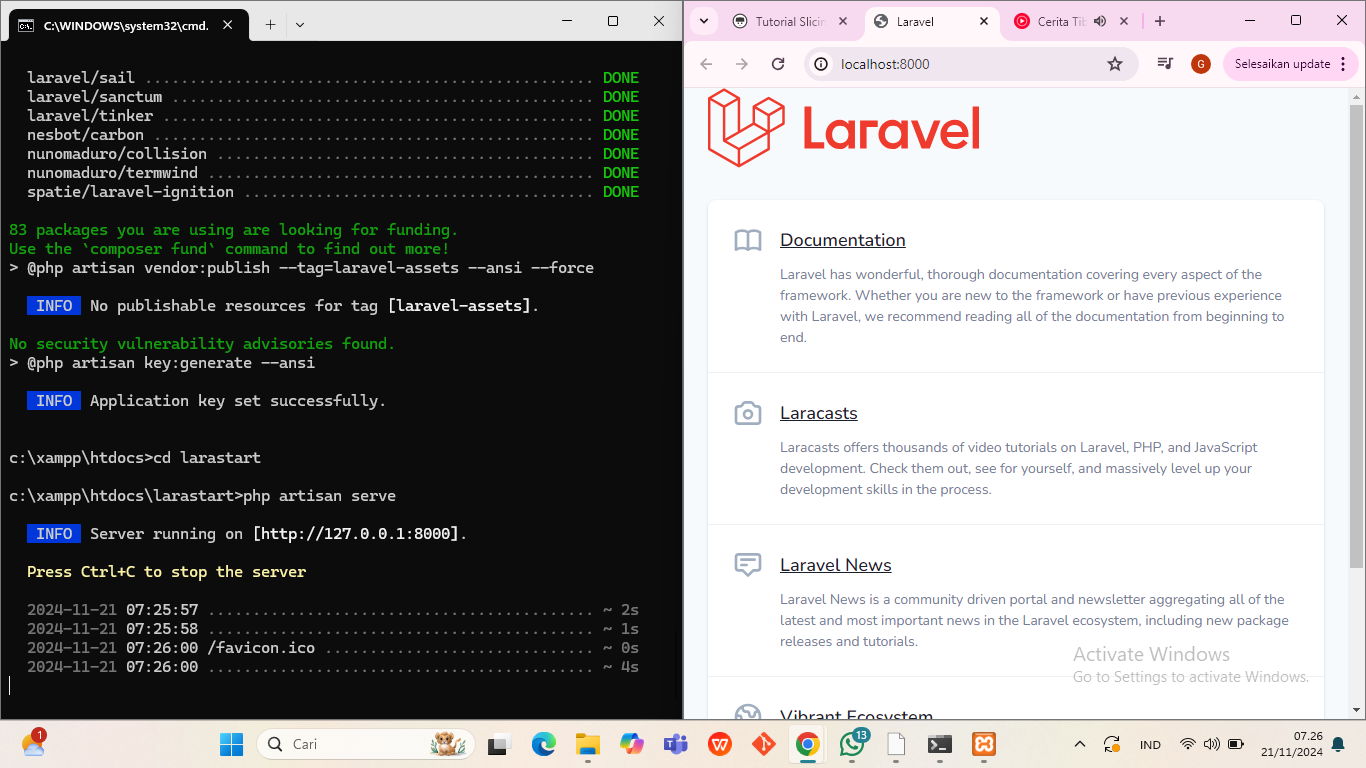 C:\WINDOWS\system32\cmd.
laravel/sail .................................................. DONE
laravel/sanctum ............................................... DONE
laravel/tinker ................................................ DONE
nesbot/carbon ................................................. DONE
nunomaduro/collision .......................................... DONE
nunomaduro/termwind ........................................... DONE
spatie/laravel-ignition ....................................... DONE
83 packages you are using are looking for funding.
Use the `composer fund` command to find out more!
> @php artisan vendor:publish --tag=laravel-assets --ansi --force
INFO No publishable resources for tag [laravel-assets].
No security vulnerability advisories found.
> @php artisan key:generate --ansi
INFO Application key set successfully.
c:\xampp\htdocs>cd larastart
c:\xampp\htdocs\larastart>php artisan serve
INFO Server running on [http://127.0.0.1:8000].
Press Ctrl+C to stop the server
2024-11-21 07:25:57 ........................................... ~ 2s
2024-11-21 07:25:58 ........................................... ~ 1s
2024-11-21 07:26:00 /favicon.ico .............................. ~ 0s
2024-11-21 07:26:00 ........................................... ~ 4s
Tutorial Slicin
Laravel
Cerita Tib
localhost:8000
G
Selesaikan update
Laravel
Documentation
Laravel has wonderful, thorough documentation covering every aspect of the
framework. Whether you are new to the framework or have previous experience
with Laravel, we recommend reading all of the documentation from beginning to
end.
Laracasts
Laracasts offers thousands of video tutorials on Laravel, PHP, and JavaScript
development. Check them out, see for yourself, and massively level up your
development skills in the process.
Laravel News
Laravel News is a community driven portal and newsletter aggregating all of the
latest and most important news in the Laravel ecosystem, including new package
releases and tutorials.
Vibrant Ecosystem
Activate Windows
Go to Settings to activate Windows.
1
Cari
13
IND
07.26
21/11/2024